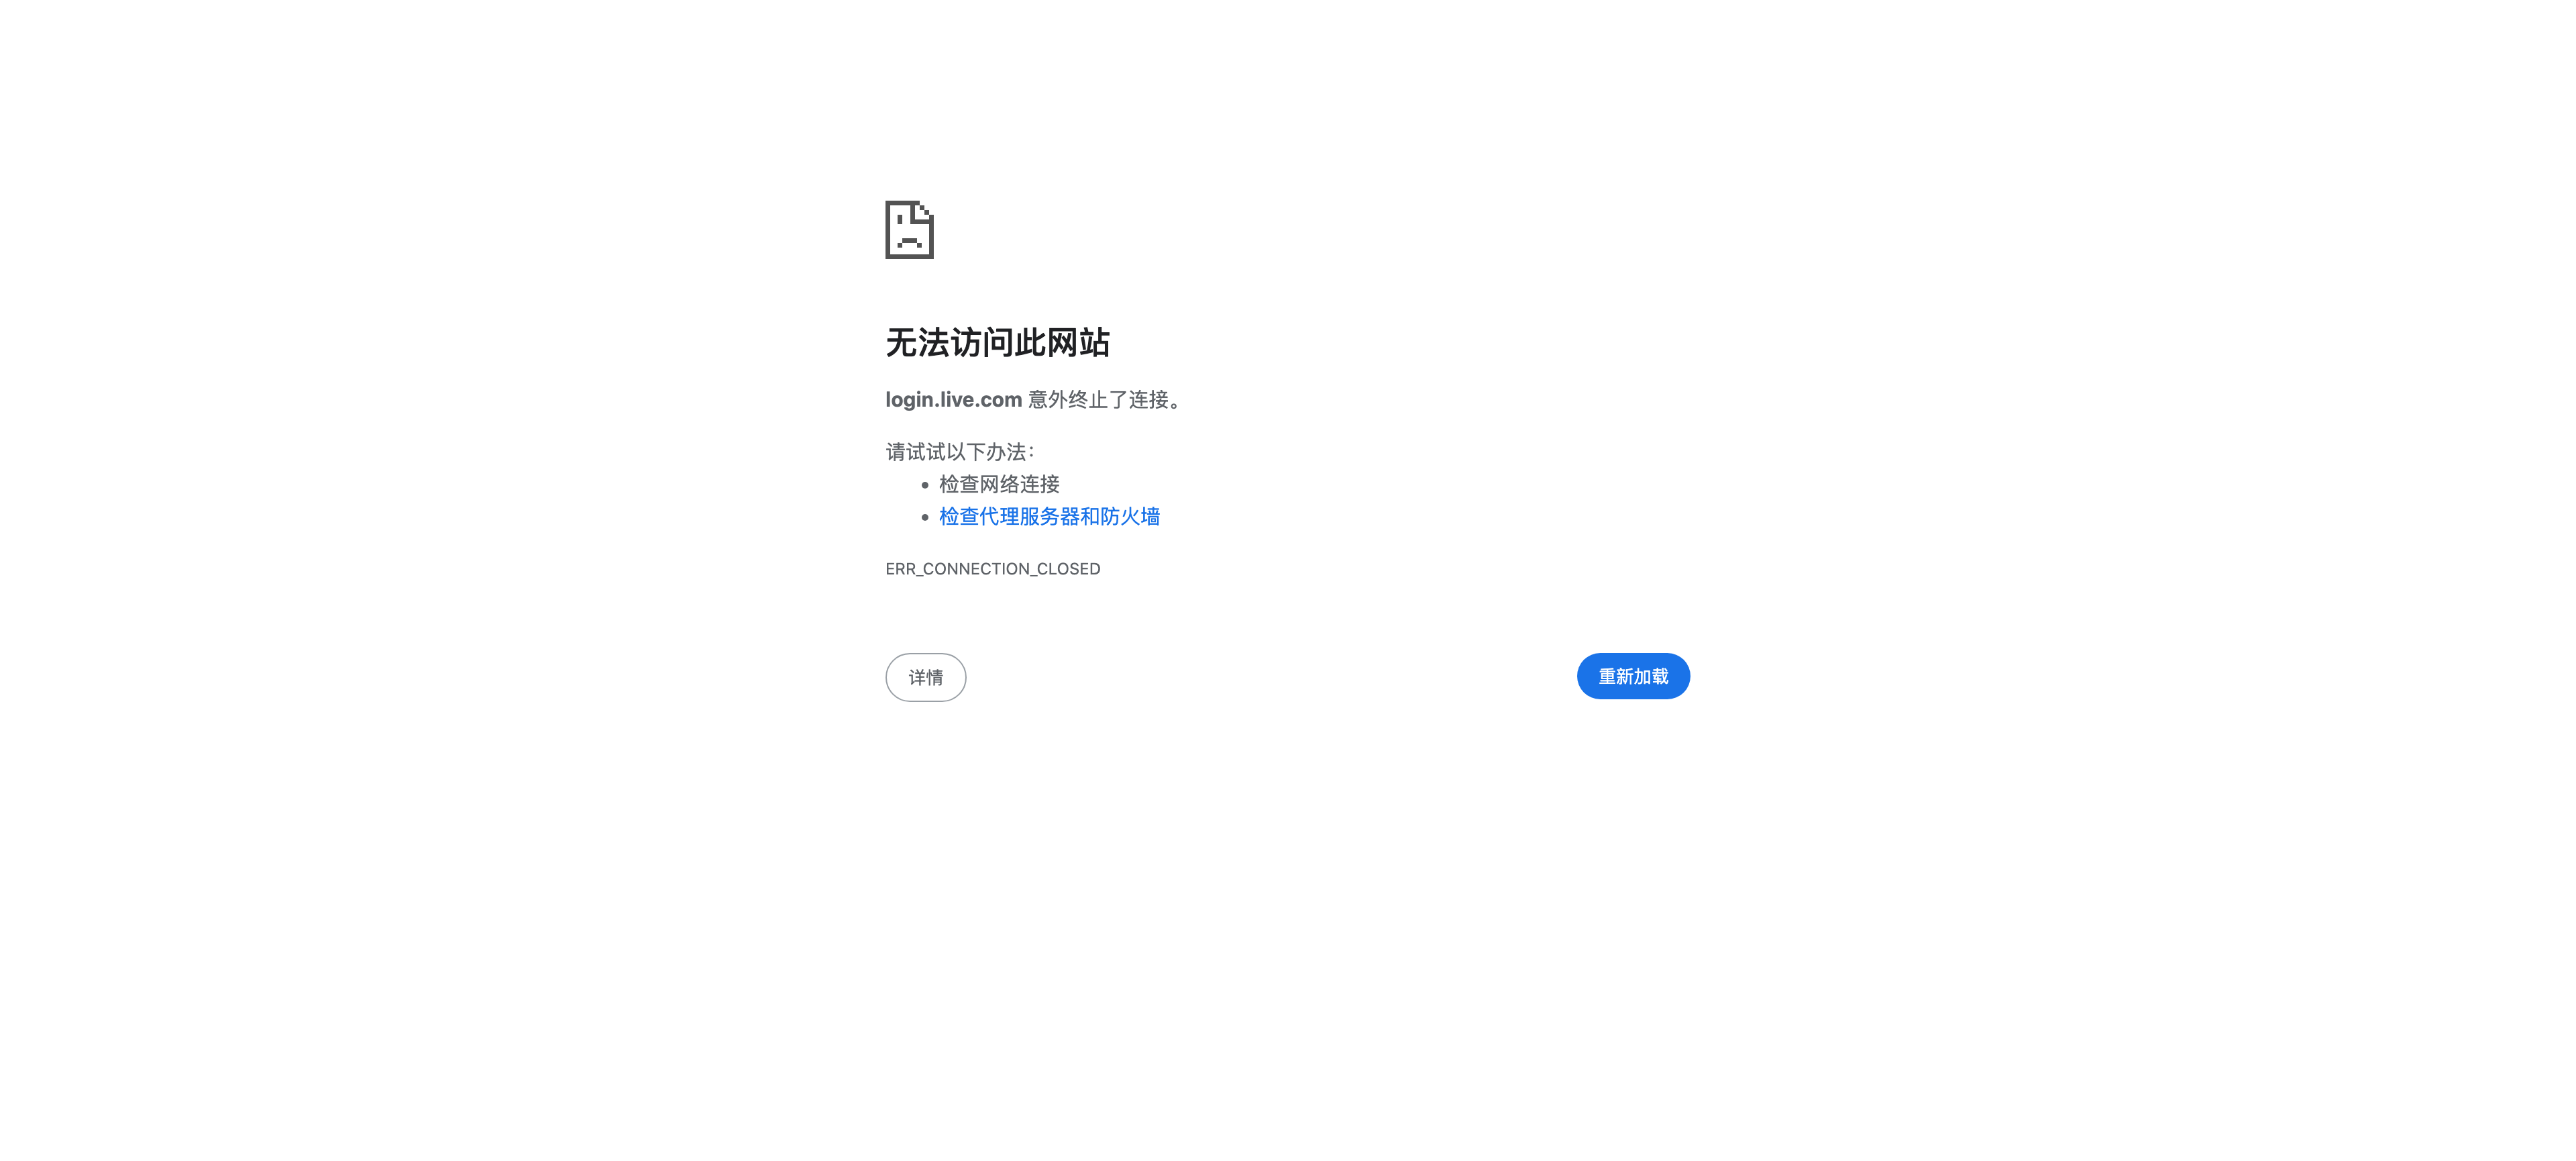 无法访问此网站
login.live.com 意外终止了连接。
请试试以下办法：
• 检查网络连接
• 检查代理服务器和防火墙
ERR_CONNECTION_CLOSED
详情
重新加载